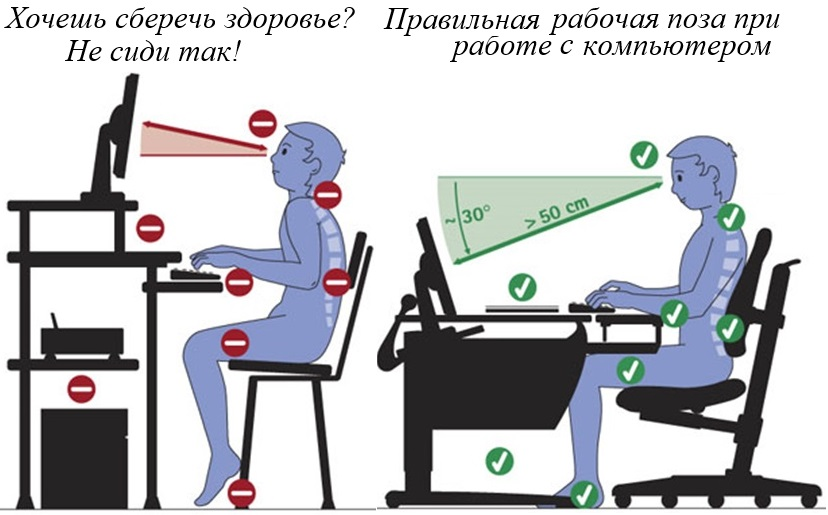 Хочешь сберечь здоровье?
Не сиди так!
Правильная рабочая поза при
работе с компьютером
~ 30°
> 50 cm